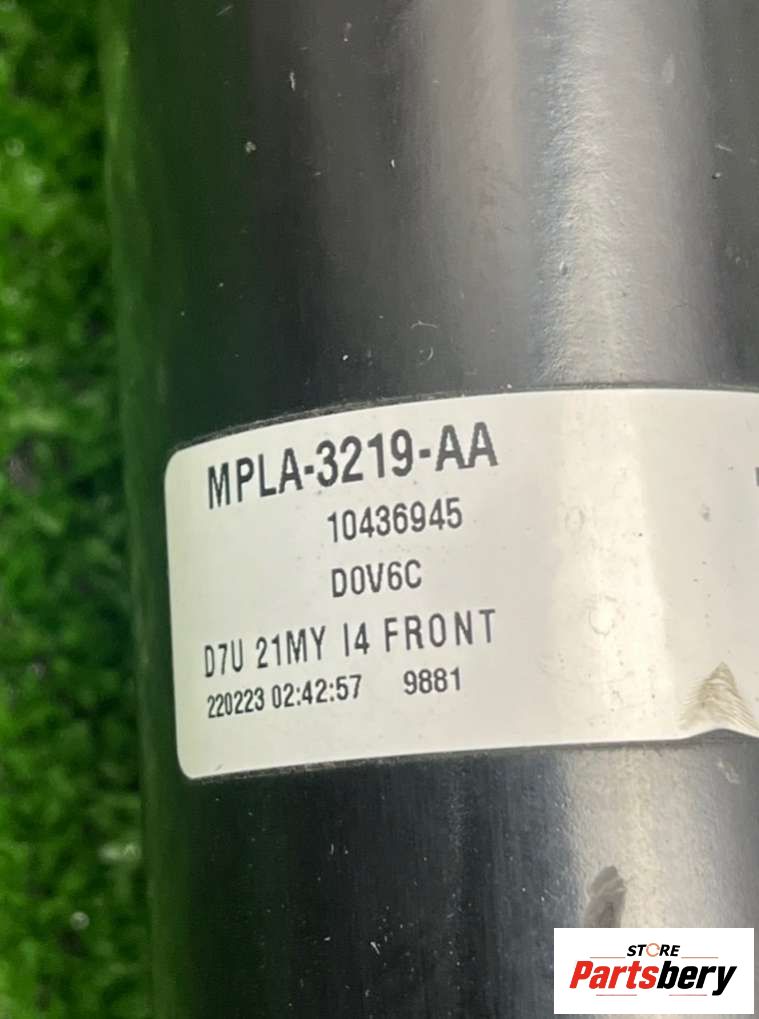 MPLA-3219-AA
10436945
D0V6C
D7U 21MY I4 FRONT
220223 02:42:57 9881
STORE
Partsbery